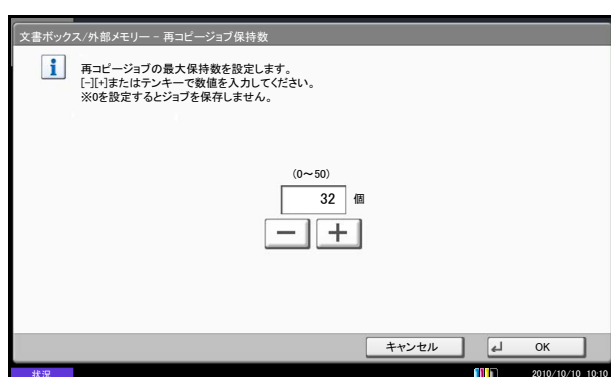 文書ボックス/外部メモリー - 再コピージョブ保持数
再コピージョブの最大保持数を設定します。
[-][+]またはテンキーで数値を入力してください。
※0を設定するとジョブを保存しません。
(0～50)
32 個
キャンセル
OK
状況
2010/10/10 10:10